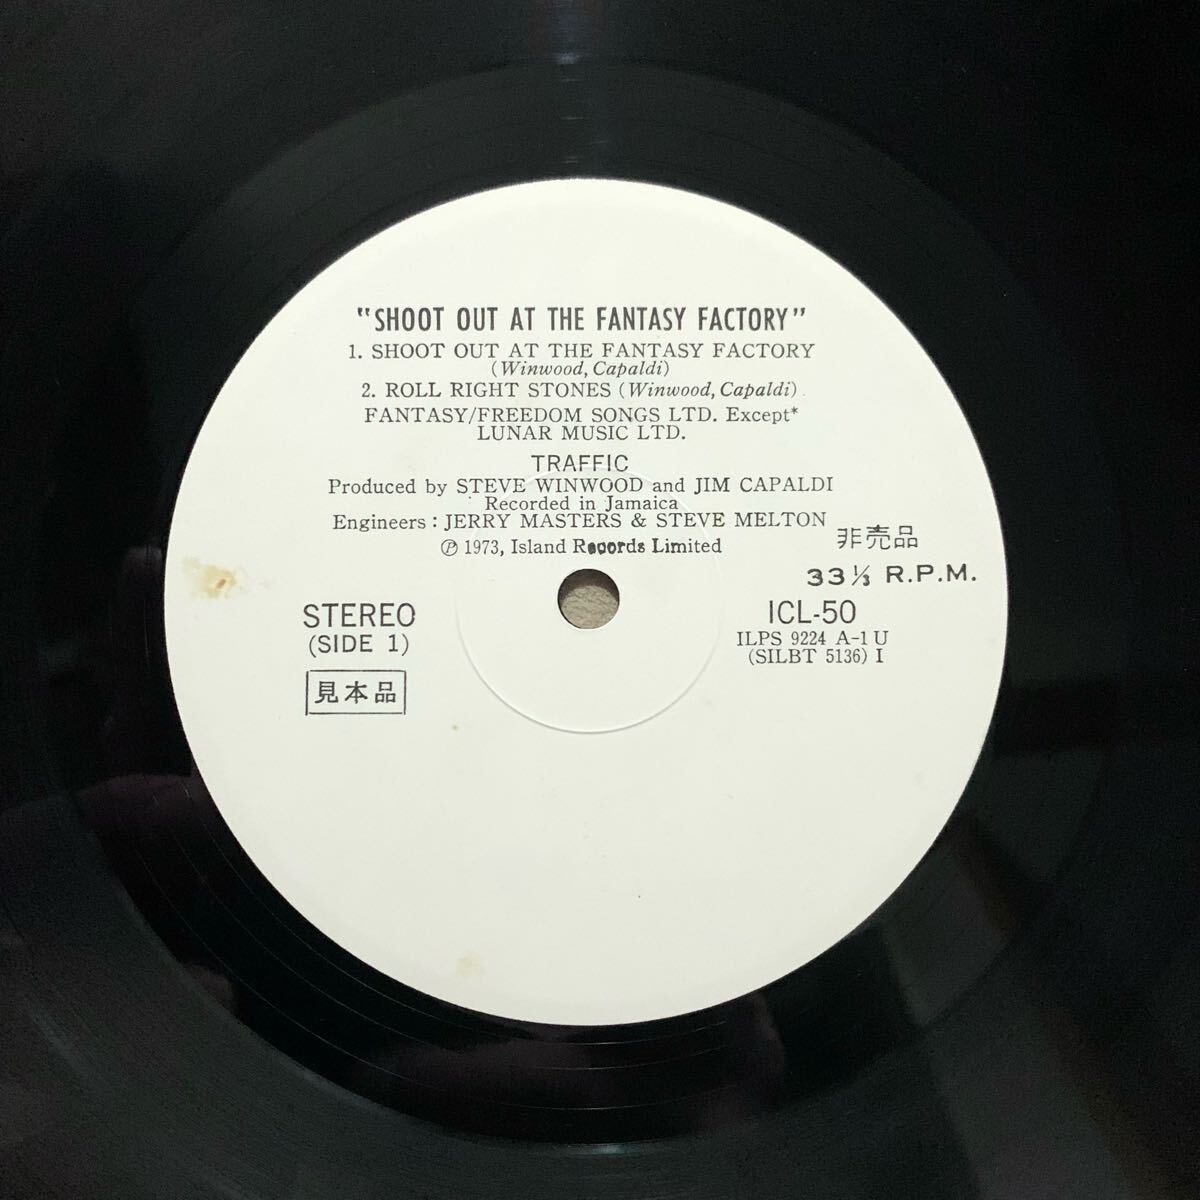 "SHOOT OUT AT THE FANTASY FACTORY"
1. SHOOT OUT AT THE FANTASY FACTORY
(Winwood, Capaldi)
2. ROLL RIGHT STONES (Winwood, Capaldi)
FANTASY/FREEDOM SONGS LTD. Except*
LUNAR MUSIC LTD.
TRAFFIC
Produced by STEVE WINWOOD and JIM CAPALDI
Recorded in Jamaica
Engineers : JERRY MASTERS & STEVE MELTON
℗ 1973, Island Records Limited
非売品
33⅓ R.P.M.
STEREO
(SIDE 1)
見本品
ICL-50
ILPS 9224 A-1 U
(SILBT 5136) I